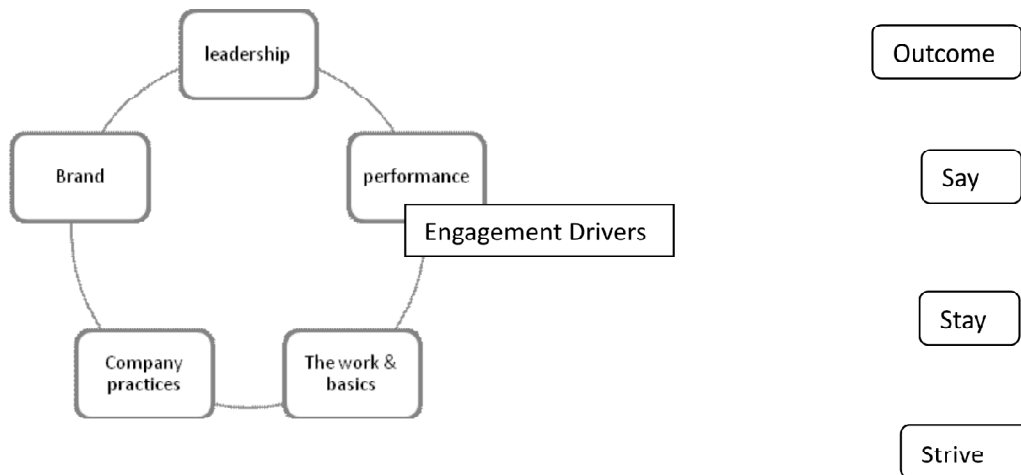 leadership
Outcome
Brand
performance
Say
Engagement Drivers
Stay
Company
practices
The work &
basics
Strive